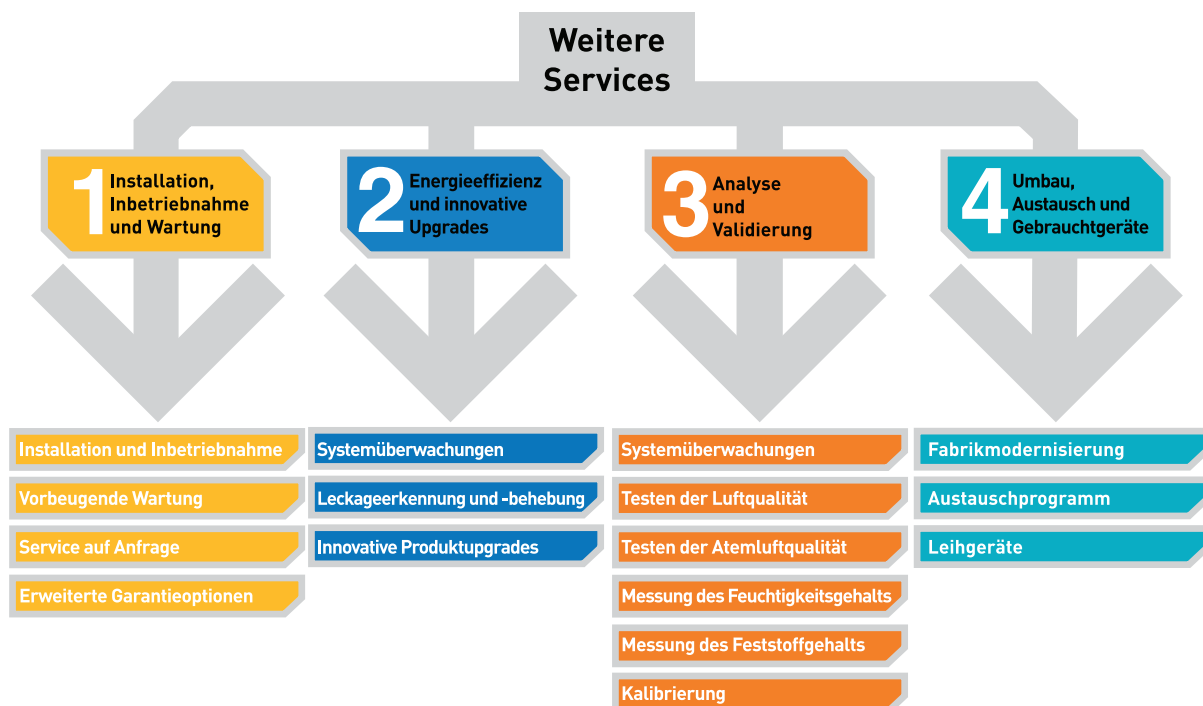 Weitere
Services
1
Installation,
Inbetriebnahme
und Wartung
2
Energieeffizienz
und innovative
Upgrades
3
Analyse
und
Validierung
4
Umbau,
Austausch und
Gebrauchtgeräte
Installation und Inbetriebnahme
Vorbeugende Wartung
Service auf Anfrage
Erweiterte Garantieoptionen
Systemüberwachungen
Leckageerkennung und -behebung
Innovative Produktupgrades
Systemüberwachungen
Testen der Luftqualität
Testen der Atemluftqualität
Messung des Feuchtigkeitsgehalts
Messung des Feststoffgehalts
Kalibrierung
Fabrikmodernisierung
Austauschprogramm
Leihgeräte